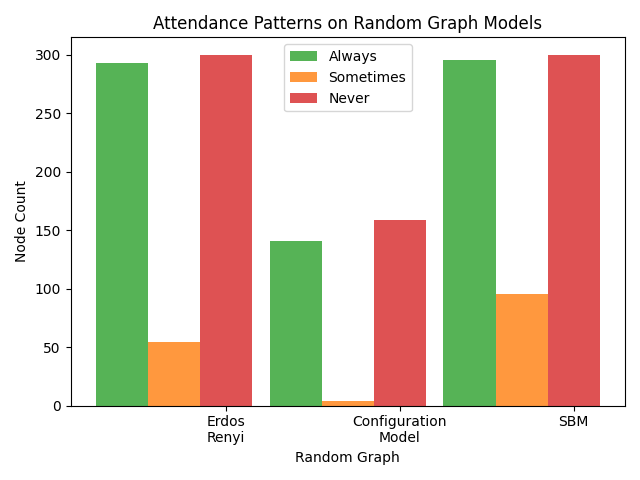 Attendance Patterns on Random Graph Models
Always
Sometimes
Never
Node Count
300
250
200
150
100
50
0
Erdos
Renyi
Configuration
Model
SBM
Random Graph